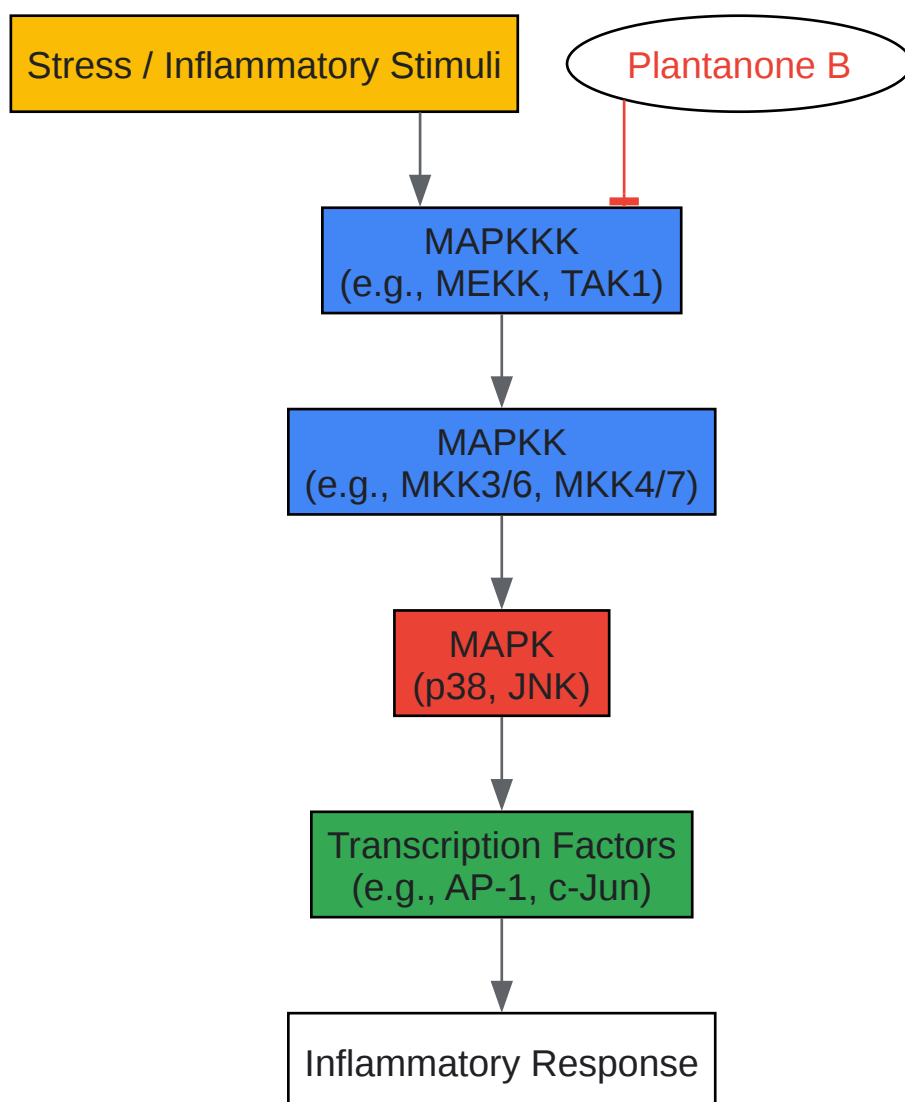 Stress / Inflammatory Stimuli
Plantanone B
MAPKKK
(e.g., MEKK, TAK1)
MAPKK
(e.g., MKK3/6, MKK4/7)
MAPK
(p38, JNK)
Transcription Factors
(e.g., AP-1, c-Jun)
Inflammatory Response